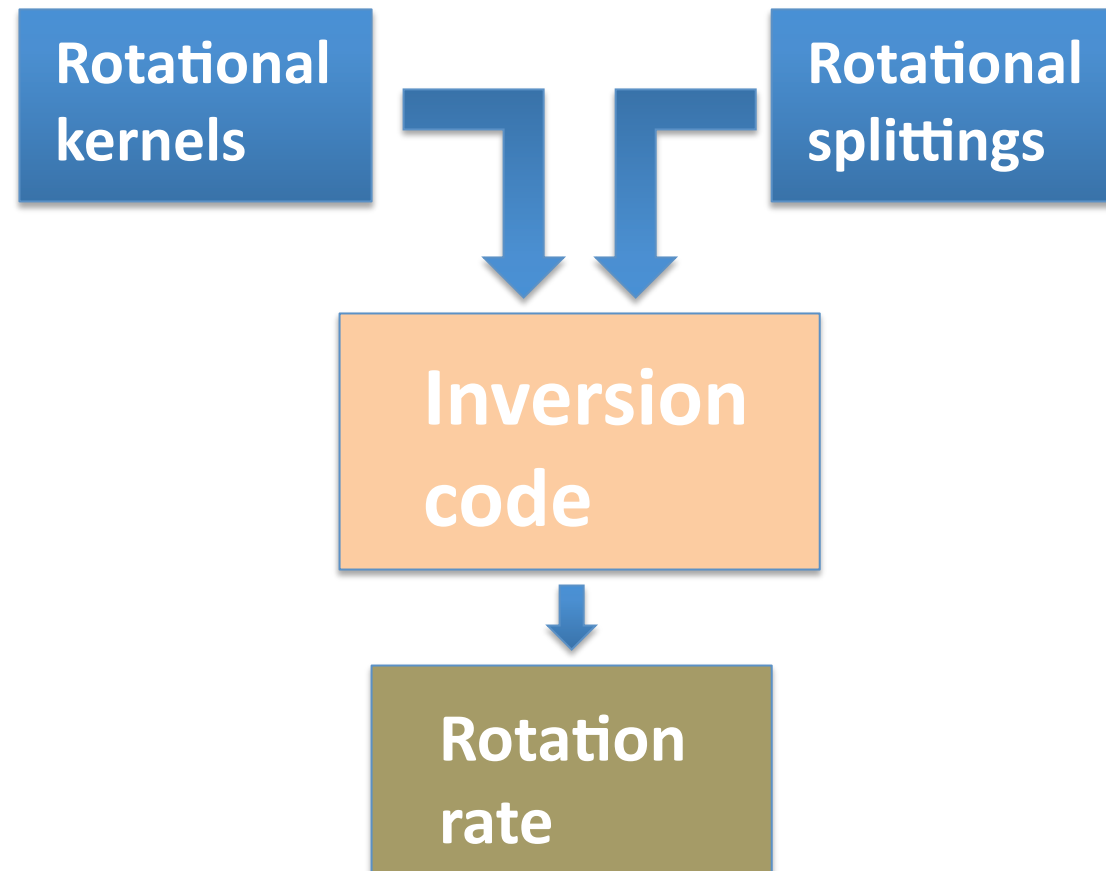 Rotational
kernels
Rotational
splittings
Inversion
code
Rotation
rate